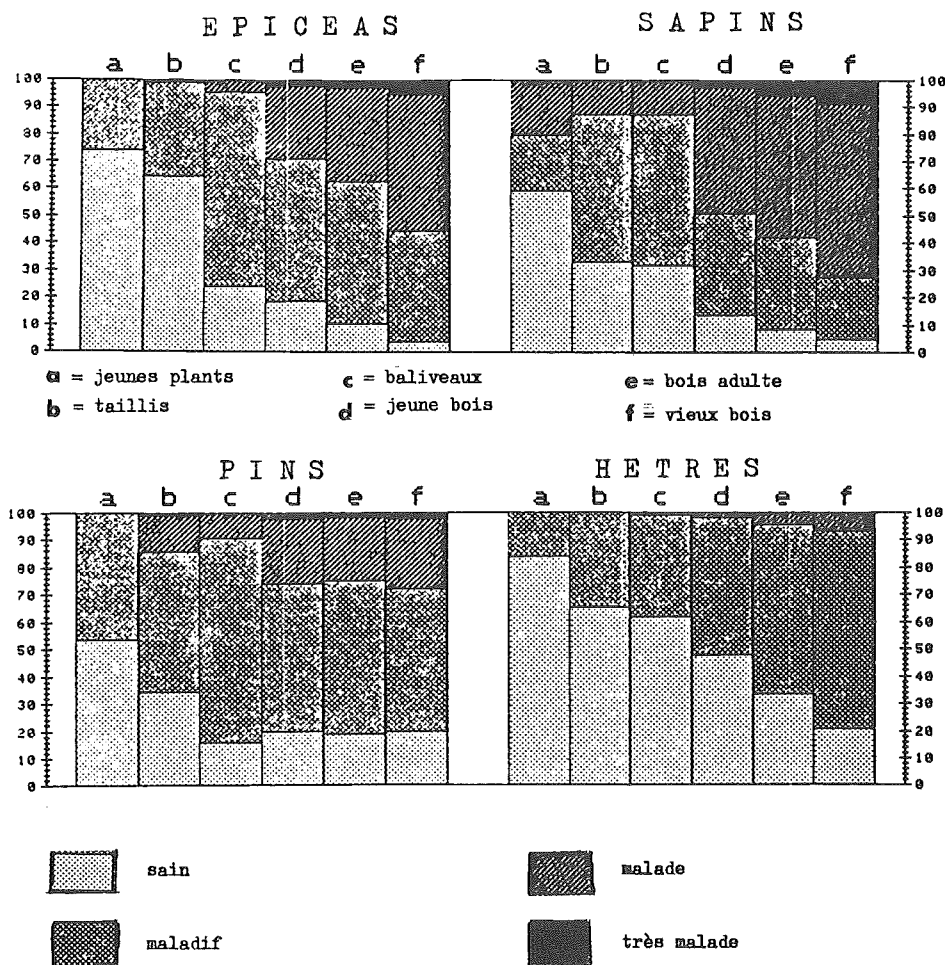 E P I C E A S
S A P I N S
a b c d e f
a b c d e f
100 100
90 90
80 80
70 70
60 60
50 50
40 40
30 30
20 20
10 10
0 0
a = jeunes plants c = baliveaux e = bois adulte
b = taillis d = jeune bois f = vieux bois
P I N S
H E T R E S
a b c d e f
a b c d e f
100 100
90 90
80 80
70 70
60 60
50 50
40 40
30 30
20 20
10 10
0 0
sain malade
maladif très malade